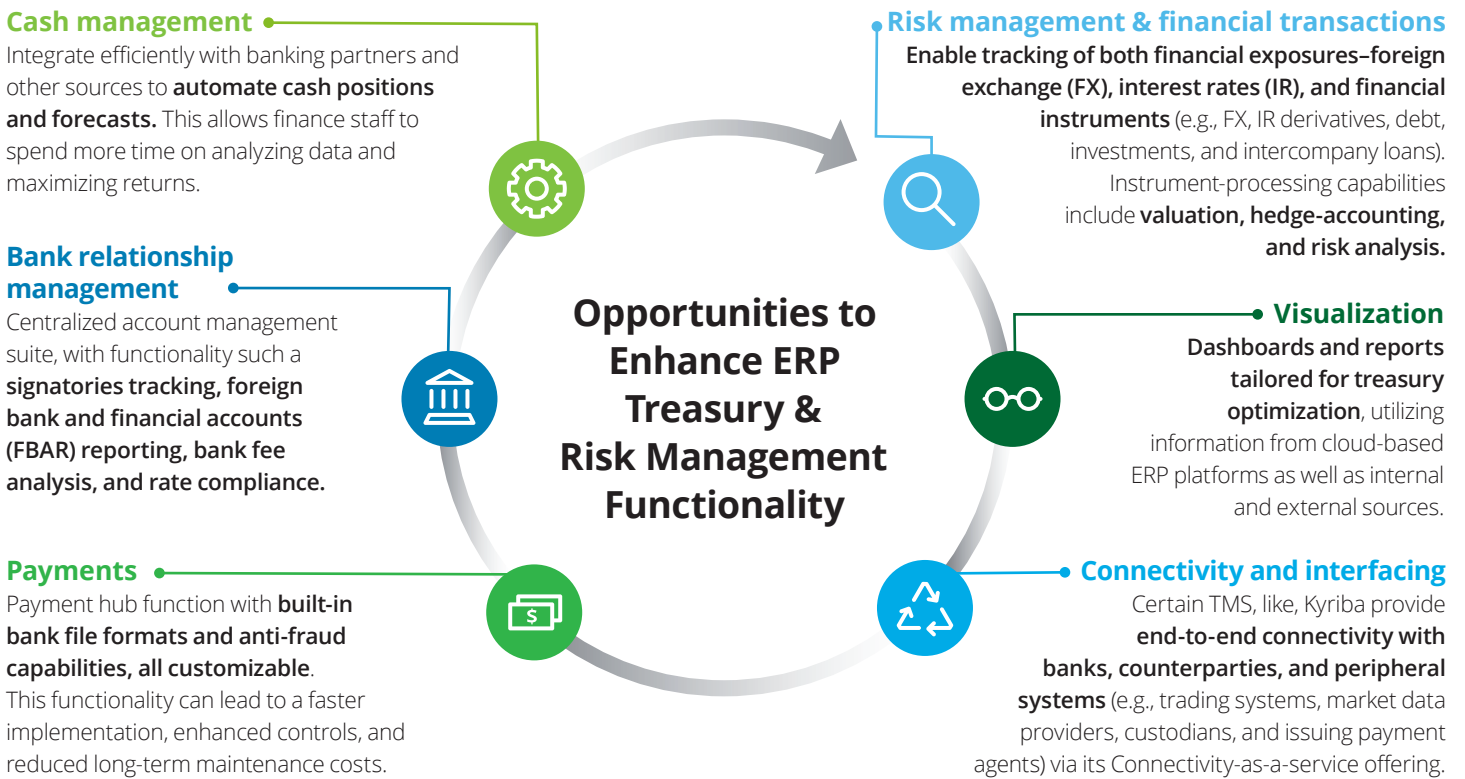 Cash management
Integrate efficiently with banking partners and
other sources to automate cash positions
and forecasts. This allows finance staff to
spend more time on analyzing data and
maximizing returns.
Bank relationship
management
Centralized account management
suite, with functionality such a
signatories tracking, foreign
bank and financial accounts
(FBAR) reporting, bank fee
analysis, and rate compliance.
Payments
Payment hub function with built-in
bank file formats and anti-fraud
capabilities, all customizable.
This functionality can lead to a faster
implementation, enhanced controls, and
reduced long-term maintenance costs.
$
Opportunities to
Enhance ERP
Treasury &
Risk Management
Functionality
Risk management & financial transactions
Enable tracking of both financial exposures–foreign
exchange (FX), interest rates (IR), and financial
instruments (e.g., FX, IR derivatives, debt,
investments, and intercompany loans).
Instrument-processing capabilities
include valuation, hedge-accounting,
and risk analysis.
Visualization
Dashboards and reports
tailored for treasury
optimization, utilizing
information from cloud-based
ERP platforms as well as internal
and external sources.
Connectivity and interfacing
Certain TMS, like, Kyriba provide
end-to-end connectivity with
banks, counterparties, and peripheral
systems (e.g., trading systems, market data
providers, custodians, and issuing payment
agents) via its Connectivity-as-a-service offering.